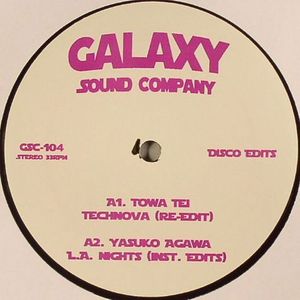 GALAXY
SOUND COMPANY
GSC-104
STEREO 33RPM
DISCO EDITS
A1. TOWA TEI
TECHNOVA (RE-EDIT)
A2. YASUKO AGAWA
L.A. NIGHTS (INST. EDITS)